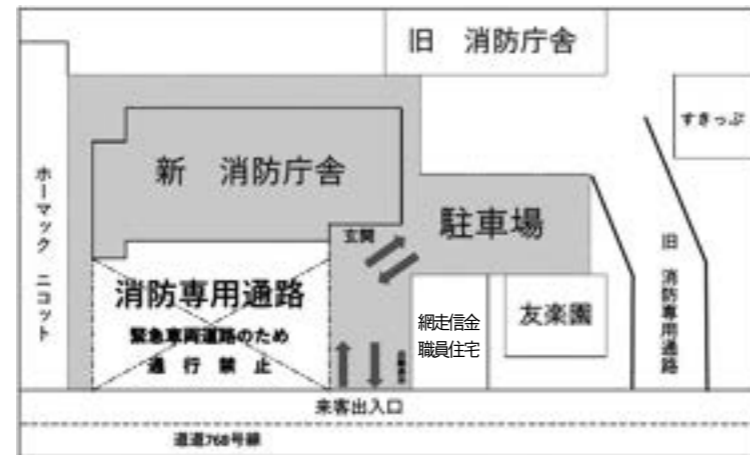 旧 消防庁舎
すきっぷ
ホーマック ニコット
新 消防庁舎
駐車場
玄関
旧 消防専用通路
消防専用通路
緊急車両通路のため
通行禁止
網走信金
職員住宅
友楽園
来客出入口
道道768号線